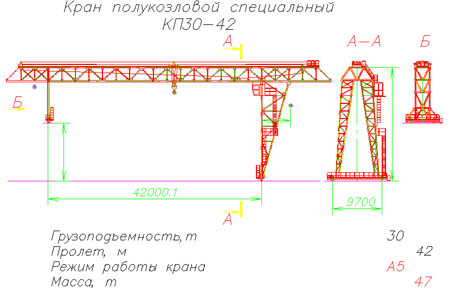 Кран полукозловой специальный
КП30-42
А
А-А
Б
Б
42000.1
9700
А
Грузоподъемность, т 30
Пролет, м 42
Режим работы крана А5
Масса, т 47